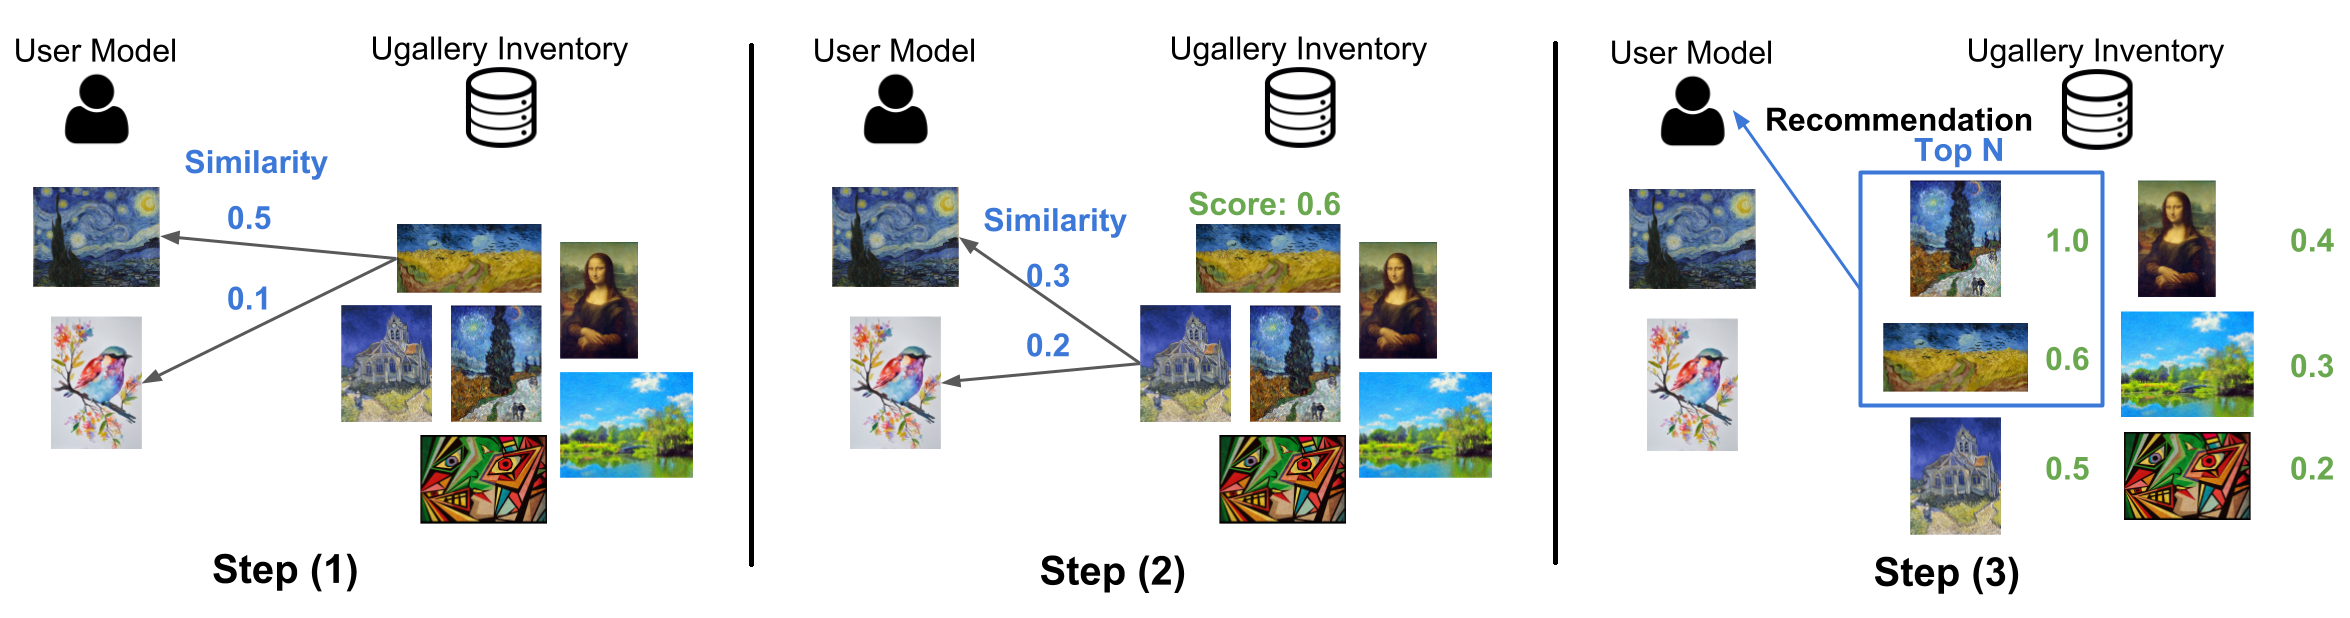 User Model
Ugallery Inventory
Similarity
0.5
0.1
Step (1)
User Model
Ugallery Inventory
Score: 0.6
Similarity
0.3
0.2
Step (2)
User Model
Ugallery Inventory
Recommendation
Top N
1.0
0.4
0.6
0.3
0.5
0.2
Step (3)